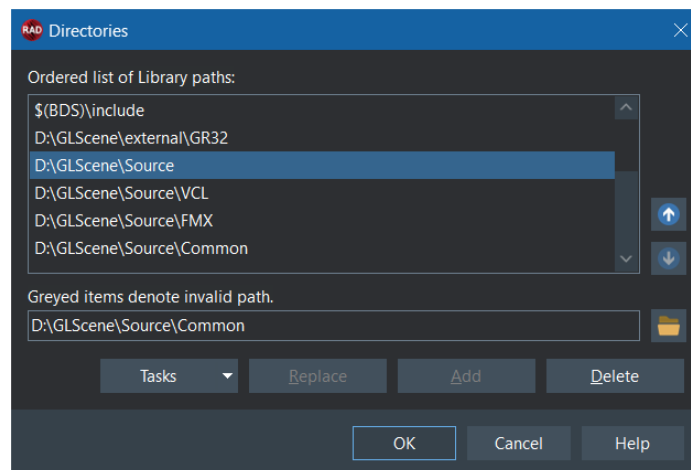 RAD Directories
Ordered list of Library paths:
$(BDS)\include
D:\GLScene\external\GR32
D:\GLScene\Source
D:\GLScene\Source\VCL
D:\GLScene\Source\FMX
D:\GLScene\Source\Common
Greyed items denote invalid path.
D:\GLScene\Source\Common
Tasks Replace Add Delete
OK Cancel Help